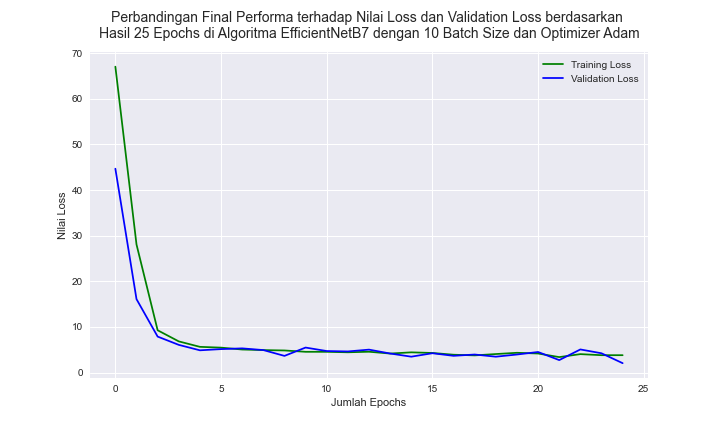 Perbandingan Final Performa terhadap Nilai Loss dan Validation Loss berdasarkan
Hasil 25 Epochs di Algoritma EfficientNetB7 dengan 10 Batch Size dan Optimizer Adam
Training Loss
Validation Loss
Nilai Loss
70
60
50
40
30
20
10
0
0 5 10 15 20 25
Jumlah Epochs